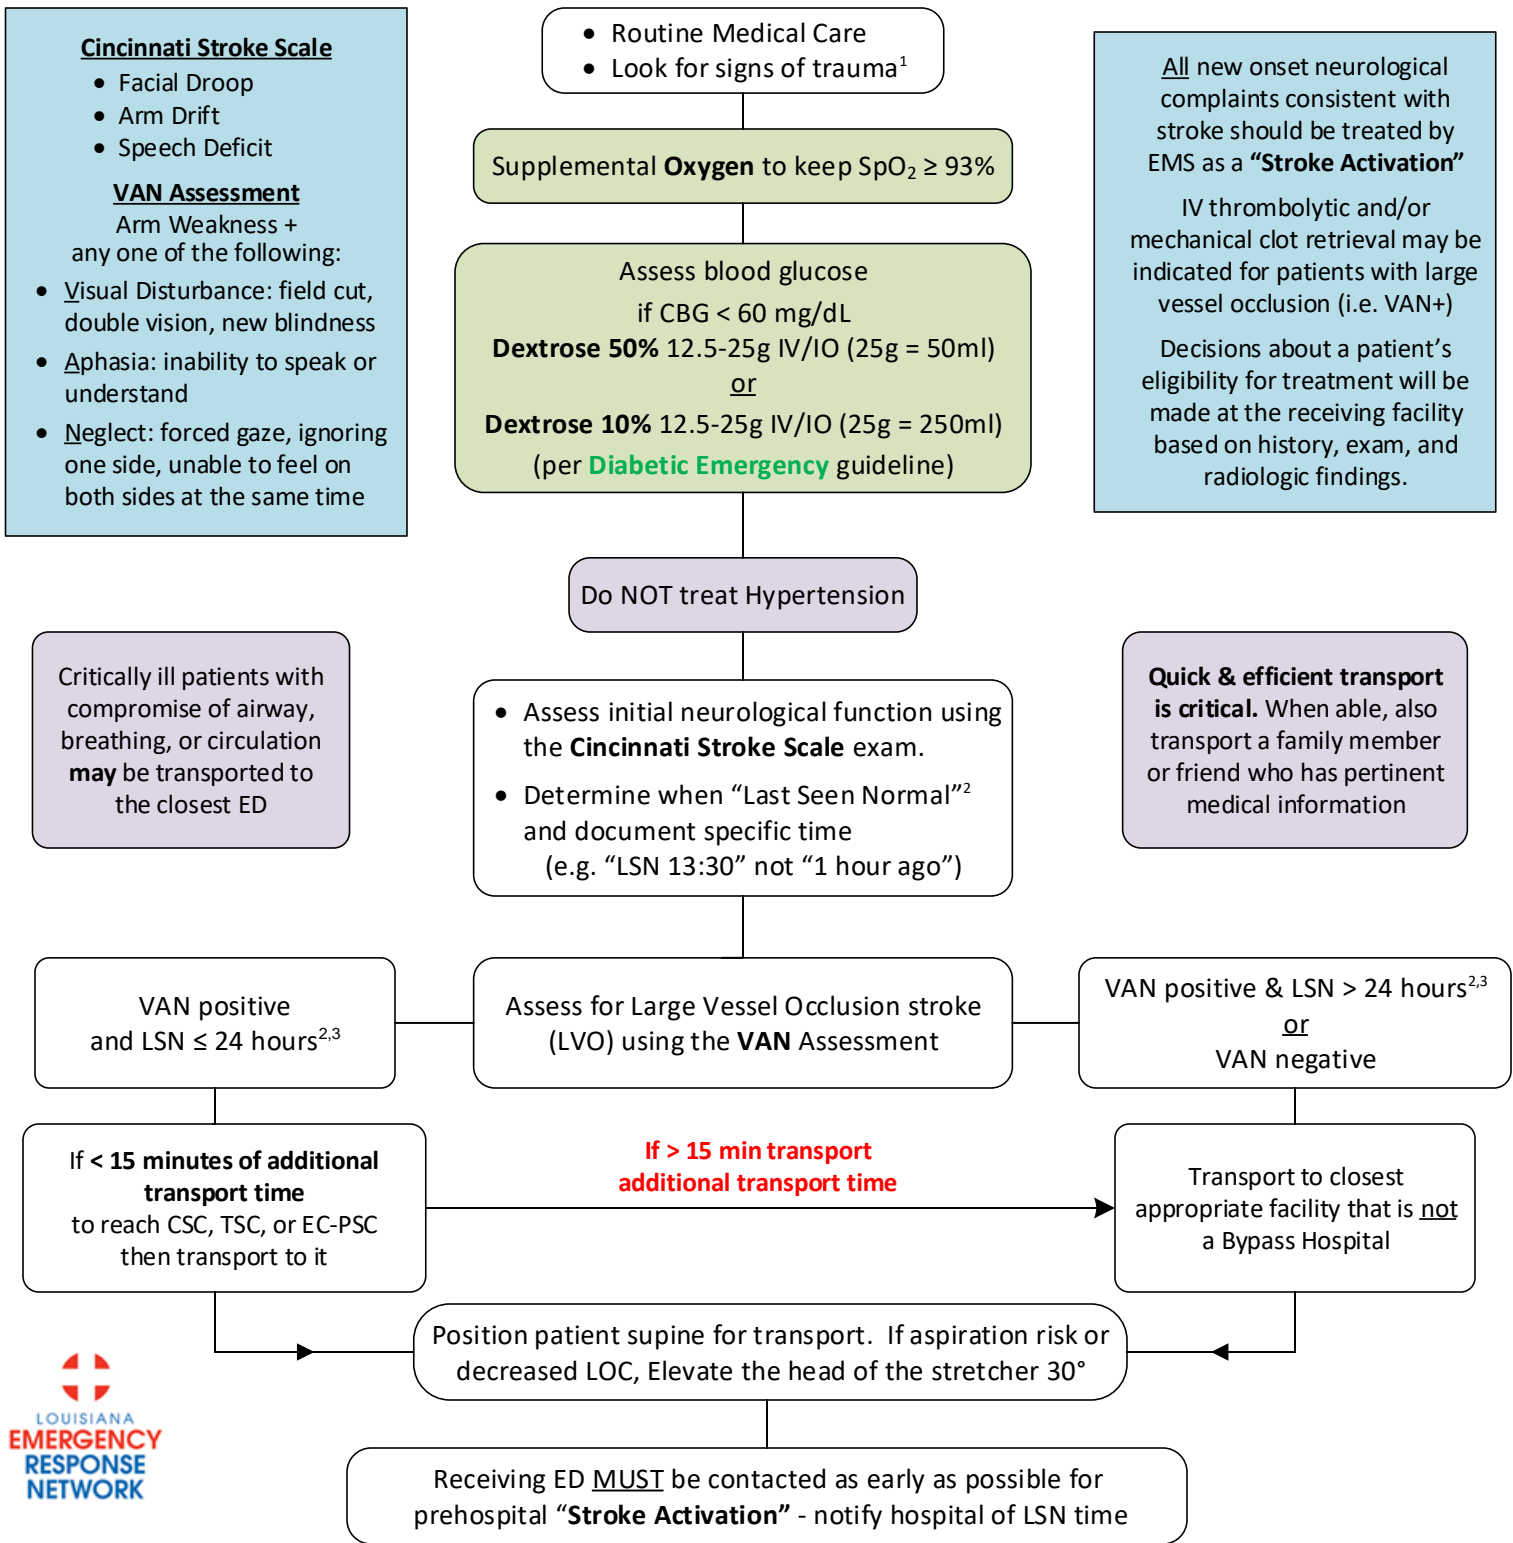 Cincinnati Stroke Scale
• Facial Droop
• Arm Drift
• Speech Deficit
VAN Assessment
Arm Weakness +
any one of the following:
• Visual Disturbance: field cut,
double vision, new blindness
• Aphasia: inability to speak or
understand
• Neglect: forced gaze, ignoring
one side, unable to feel on
both sides at the same time
• Routine Medical Care
• Look for signs of trauma¹
Supplemental Oxygen to keep SpO₂ ≥ 93%
Assess blood glucose
if CBG < 60 mg/dL
Dextrose 50% 12.5-25g IV/IO (25g = 50ml)
or
Dextrose 10% 12.5-25g IV/IO (25g = 250ml)
(per Diabetic Emergency guideline)
All new onset neurological
complaints consistent with
stroke should be treated by
EMS as a “Stroke Activation”
IV thrombolytic and/or
mechanical clot retrieval may be
indicated for patients with large
vessel occlusion (i.e. VAN+)
Decisions about a patient’s
eligibility for treatment will be
made at the receiving facility
based on history, exam, and
radiologic findings.
Do NOT treat Hypertension
Critically ill patients with
compromise of airway,
breathing, or circulation
may be transported to
the closest ED
• Assess initial neurological function using
the Cincinnati Stroke Scale exam.
• Determine when “Last Seen Normal”²
and document specific time
(e.g. “LSN 13:30” not “1 hour ago”)
Quick & efficient transport
is critical. When able, also
transport a family member
or friend who has pertinent
medical information
VAN positive
and LSN ≤ 24 hours²,³
Assess for Large Vessel Occlusion stroke
(LVO) using the VAN Assessment
VAN positive & LSN > 24 hours²,³
or
VAN negative
If < 15 minutes of additional
transport time
to reach CSC, TSC, or EC-PSC
then transport to it
If > 15 min transport
additional transport time
Transport to closest
appropriate facility that is not
a Bypass Hospital
Position patient supine for transport. If aspiration risk or
decreased LOC, Elevate the head of the stretcher 30°
LOUISIANA
EMERGENCY
RESPONSE
NETWORK
Receiving ED MUST be contacted as early as possible for
prehospital “Stroke Activation” - notify hospital of LSN time